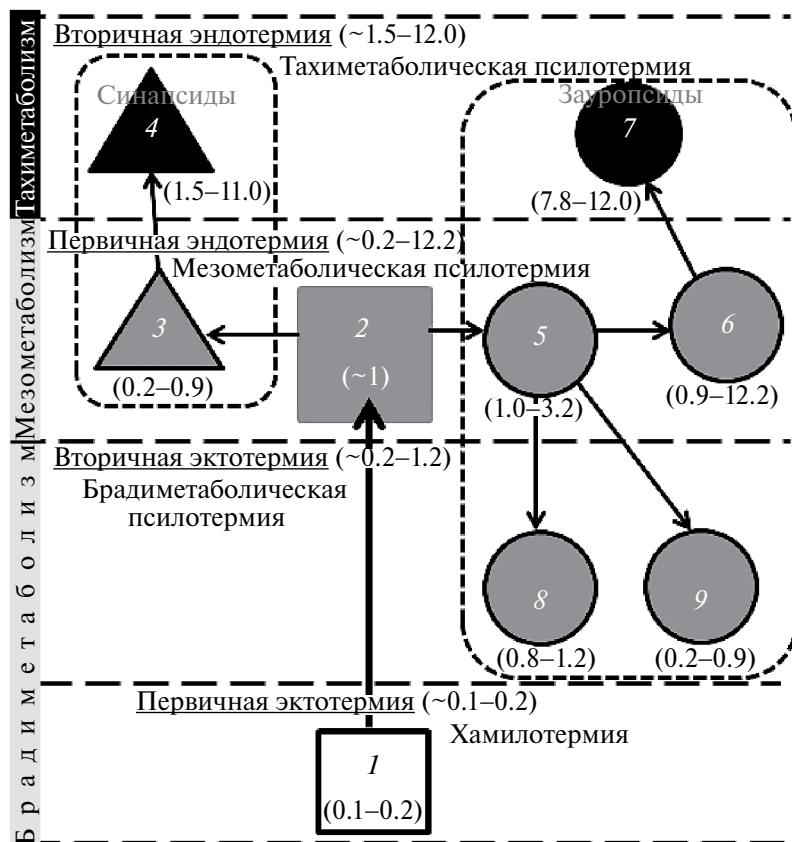 Вторичная эндотермия (~1.5–12.0)
Тахиметаболическая псилотермия
Синапсиды
Зауропсиды
4
7
(1.5–11.0)
(7.8–12.0)
Тахиметаболизм
Первичная эндотермия (~0.2–12.2)
Мезометаболическая псилотермия
3
2
5
6
(~1)
(0.2–0.9)
(1.0–3.2)
(0.9–12.2)
Мезометаболизм
Вторичная эктотермия (~0.2–1.2)
Брадиметаболическая
псилотермия
8
9
(0.8–1.2)
(0.2–0.9)
Первичная эктотермия (~0.1–0.2)
Хамилотермия
1
(0.1–0.2)
Брадиметаболизм